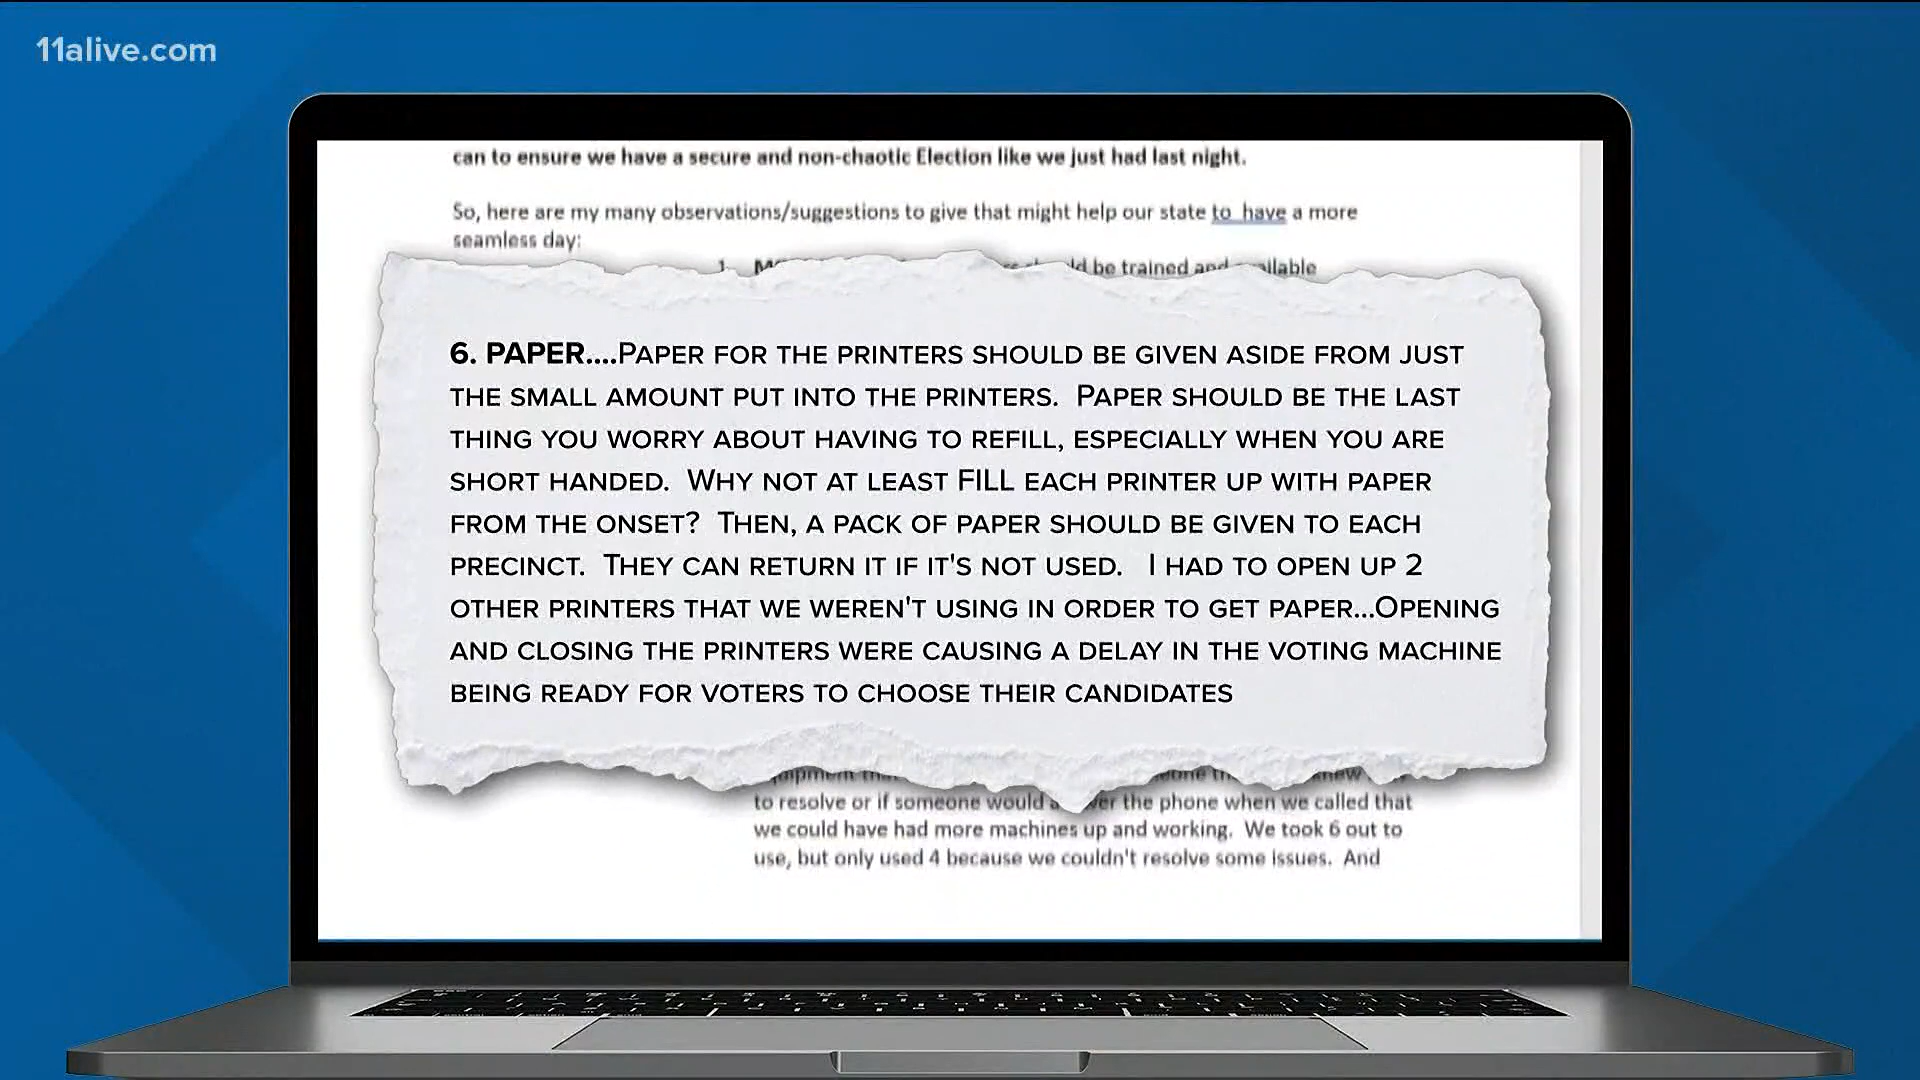 11alive.com
can to ensure we have a secure and non-chaotic Election like we just had last night.
So, here are my many observations/suggestions to give that might help our state to have a more
seamless day:
1. be trained and
6. PAPER....PAPER FOR THE PRINTERS SHOULD BE GIVEN ASIDE FROM JUST
THE SMALL AMOUNT PUT INTO THE PRINTERS. PAPER SHOULD BE THE LAST
THING YOU WORRY ABOUT HAVING TO REFILL, ESPECIALLY WHEN YOU ARE
SHORT HANDED. WHY NOT AT LEAST FILL EACH PRINTER UP WITH PAPER
FROM THE ONSET? THEN, A PACK OF PAPER SHOULD BE GIVEN TO EACH
PRECINCT. THEY CAN RETURN IT IF IT'S NOT USED. I HAD TO OPEN UP 2
OTHER PRINTERS THAT WE WEREN'T USING IN ORDER TO GET PAPER...OPENING
AND CLOSING THE PRINTERS WERE CAUSING A DELAY IN THE VOTING MACHINE
BEING READY FOR VOTERS TO CHOOSE THEIR CANDIDATES
to resolve or if someone would the phone when we called that
we could have had more machines up and working. We took 6 out to
use, but only used 4 because we couldn't resolve some issues. And